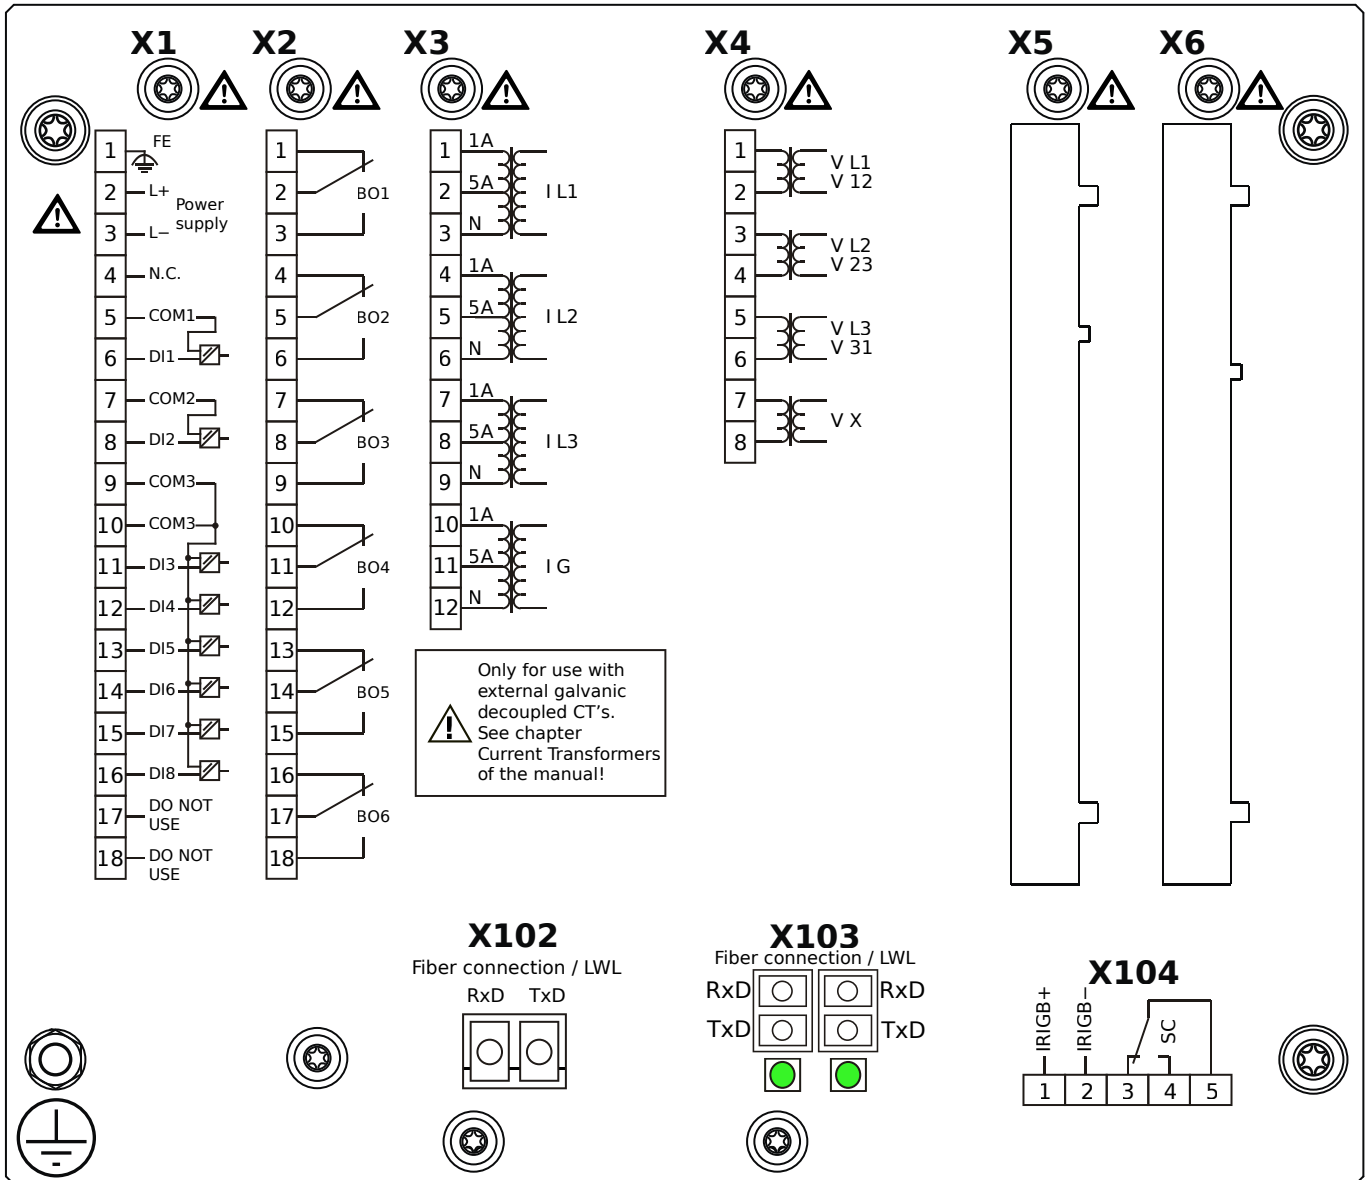 X1
X2
X3
X4
X5
X6
1 FE
2 L+
Power
supply
3 L−
4 N.C.
5 COM1
6 DI1
7 COM2
8 DI2
9 COM3
10 COM3
11 DI3
12 DI4
13 DI5
14 DI6
15 DI7
16 DI8
17 DO NOT
USE
18 DO NOT
USE
1
2 BO1
3
4
5 BO2
6
7
8 BO3
9
10
11 BO4
12
13
14 BO5
15
16
17 BO6
18
1 1A
2 5A I L1
3 N
4 1A
5 5A I L2
6 N
7 1A
8 5A I L3
9 N
10 1A
11 5A I G
12 N
Only for use with
external galvanic
decoupled CT's.
See chapter
Current Transformers
of the manual!
1 V L1
2 V 12
3 V L2
4 V 23
5 V L3
6 V 31
7 V X
8
X102
Fiber connection / LWL
RxD TxD
X103
Fiber connection / LWL
RxD RxD
TxD TxD
X104
IRIGB+
IRIGB−
SC
1 2 3 4 5